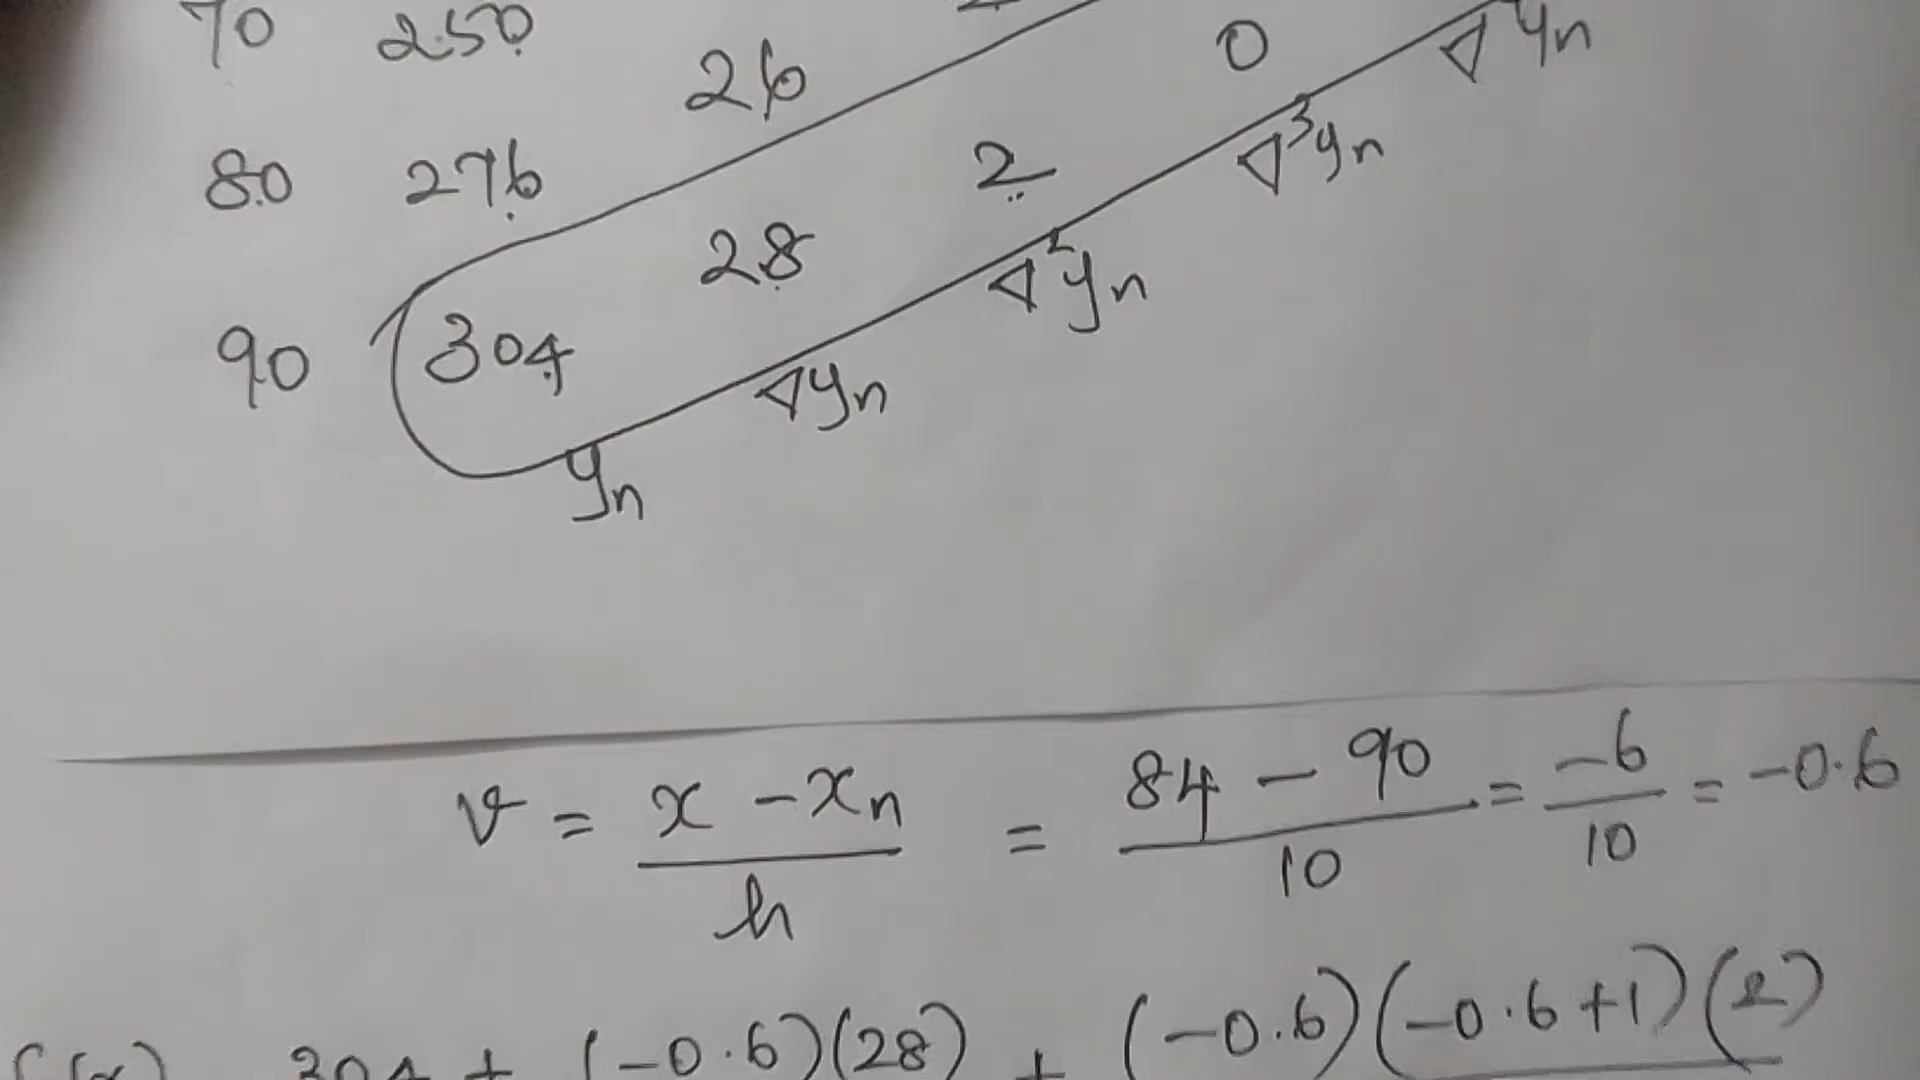 70 250 26 0 ∇ yn
80 276 28 2 ∇³yn
90 304 ∇yn ∇²yn
yn
v = x - xn / h = 84 - 90 / 10 = -6 / 10 = -0.6
304 + (-0.6)(28) + (-0.6)(-0.6+1)(2)